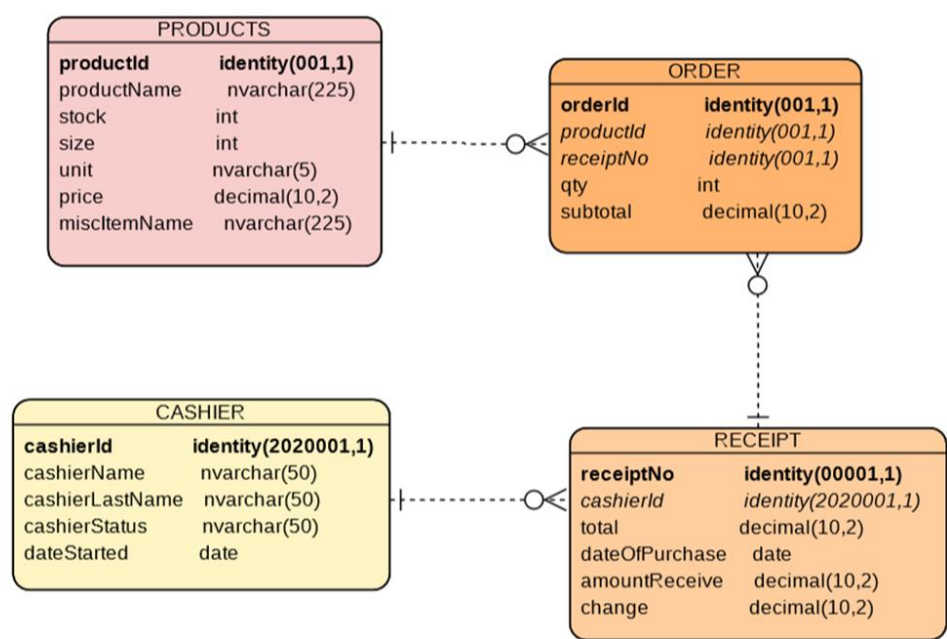 PRODUCTS
productId identity(001,1)
productName nvarchar(225)
stock int
size int
unit nvarchar(5)
price decimal(10,2)
miscItemName nvarchar(225)
ORDER
orderId identity(001,1)
productId identity(001,1)
receiptNo identity(001,1)
qty int
subtotal decimal(10,2)
CASHIER
cashierId identity(2020001,1)
cashierName nvarchar(50)
cashierLastName nvarchar(50)
cashierStatus nvarchar(50)
dateStarted date
RECEIPT
receiptNo identity(00001,1)
cashierId identity(2020001,1)
total decimal(10,2)
dateOfPurchase date
amountReceive decimal(10,2)
change decimal(10,2)